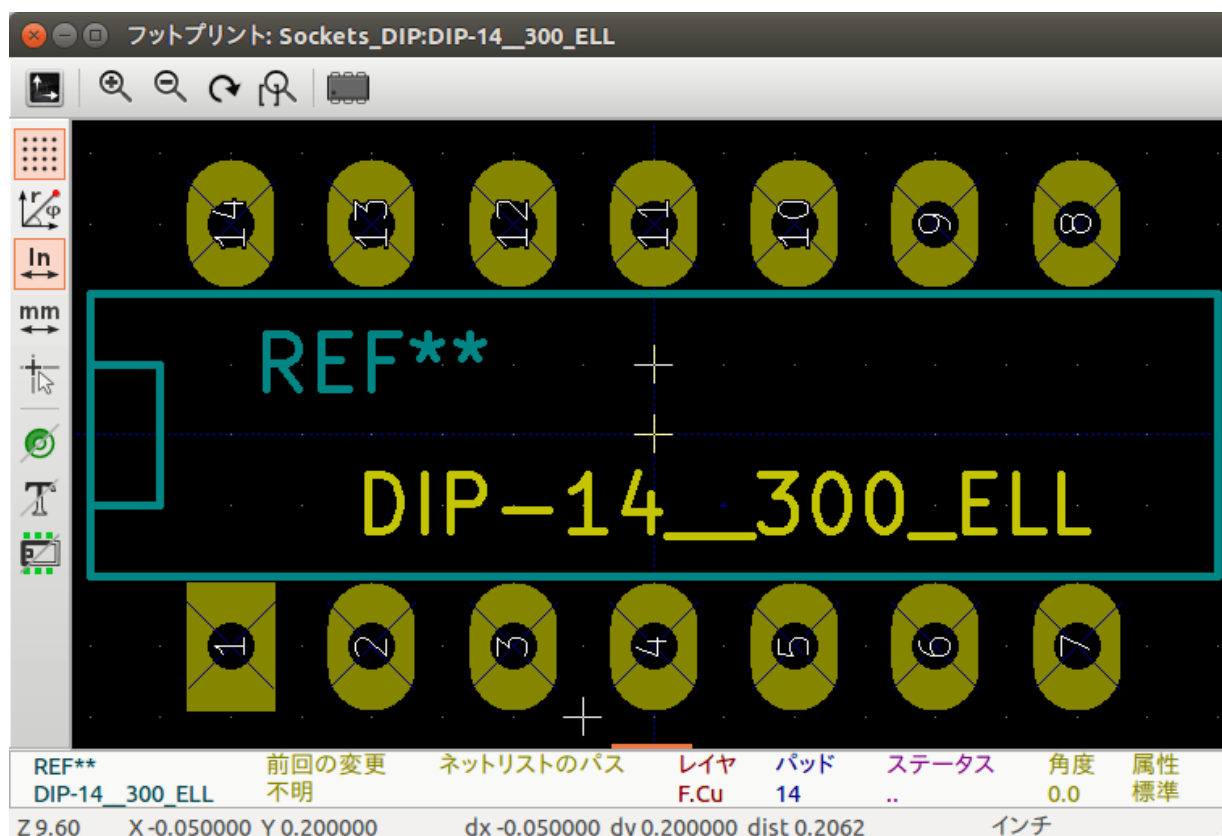 フットプリント: Sockets_DIP:DIP-14__300_ELL
In
mm
14 13 12 11 10 9 8
REF**
DIP-14__300_ELL
1 2 3 4 5 6 7
REF** 前回の変更 ネットリストのパス レイヤ パッド ステータス 角度 属性
DIP-14__300_ELL 不明 F.Cu 14 .. 0.0 標準
Z 9.60 X -0.050000 Y 0.200000 dx -0.050000 dy 0.200000 dist 0.2062 インチ